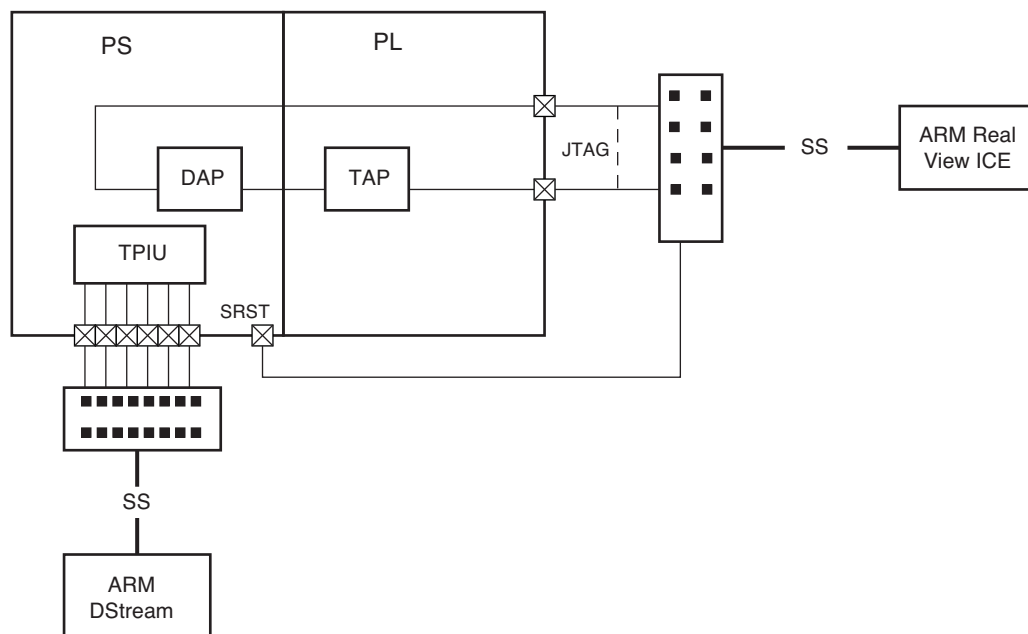 PS
PL
JTAG
SS
ARM Real
View ICE
DAP
TAP
TPIU
SRST
SS
ARM
DStream